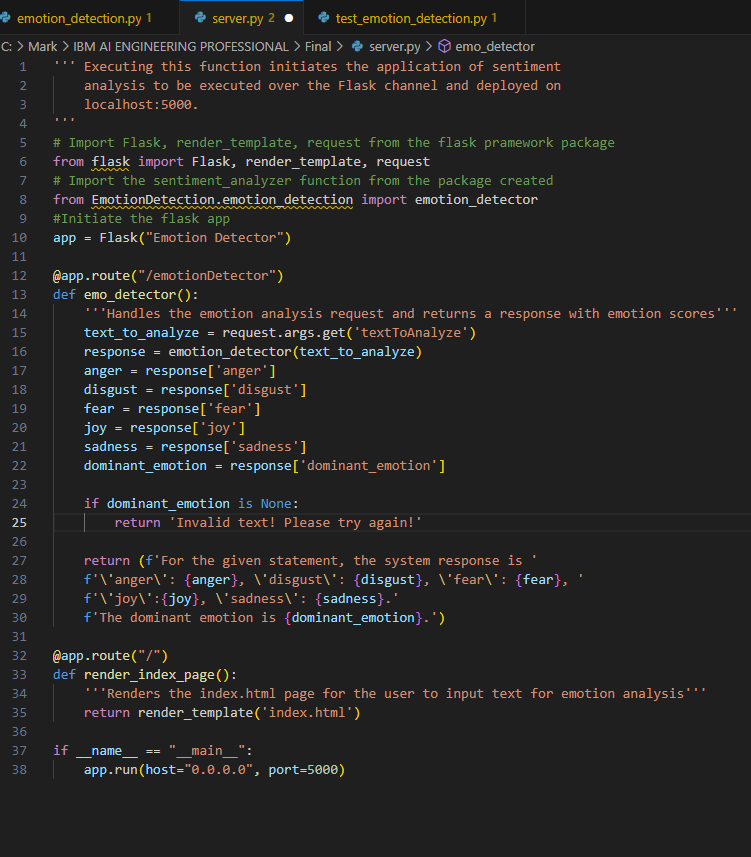 emotion_detection.py 1 server.py 2 test_emotion_detection.py 1
C: > Mark > IBM AI ENGINEERING PROFESSIONAL > Final > server.py > emo_detector
1 ''' Executing this function initiates the application of sentiment
2 analysis to be executed over the Flask channel and deployed on
3 localhost:5000.
4 '''
5 # Import Flask, render_template, request from the flask pramework package
6 from flask import Flask, render_template, request
7 # Import the sentiment_analyzer function from the package created
8 from EmotionDetection.emotion_detection import emotion_detector
9 #Initiate the flask app
10 app = Flask("Emotion Detector")
11
12 @app.route("/emotionDetector")
13 def emo_detector():
14 '''Handles the emotion analysis request and returns a response with emotion scores'''
15 text_to_analyze = request.args.get('textToAnalyze')
16 response = emotion_detector(text_to_analyze)
17 anger = response['anger']
18 disgust = response['disgust']
19 fear = response['fear']
20 joy = response['joy']
21 sadness = response['sadness']
22 dominant_emotion = response['dominant_emotion']
23
24 if dominant_emotion is None:
25 return 'Invalid text! Please try again!'
26
27 return (f'For the given statement, the system response is '
28 f'\'anger\': {anger}, \'disgust\': {disgust}, \'fear\': {fear}, '
29 f'\'joy\':{joy}, \'sadness\': {sadness}.'
30 f'The dominant emotion is {dominant_emotion}.')
31
32 @app.route("/")
33 def render_index_page():
34 '''Renders the index.html page for the user to input text for emotion analysis'''
35 return render_template('index.html')
36
37 if __name__ == "__main__":
38 app.run(host="0.0.0.0", port=5000)